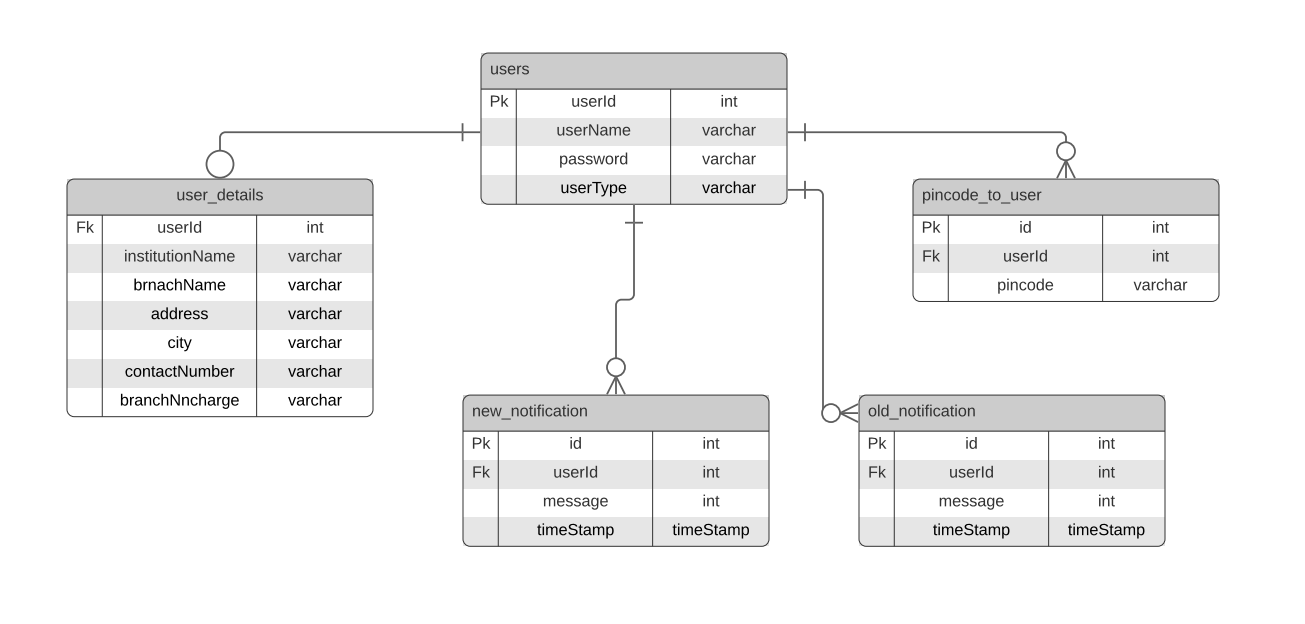 users
Pk userId int
userName varchar
password varchar
userType varchar
user_details
Fk userId int
institutionName varchar
brnachName varchar
address varchar
city varchar
contactNumber varchar
branchNncharge varchar
pincode_to_user
Pk id int
Fk userId int
pincode varchar
new_notification
Pk id int
Fk userId int
message int
timeStamp timeStamp
old_notification
Pk id int
Fk userId int
message int
timeStamp timeStamp